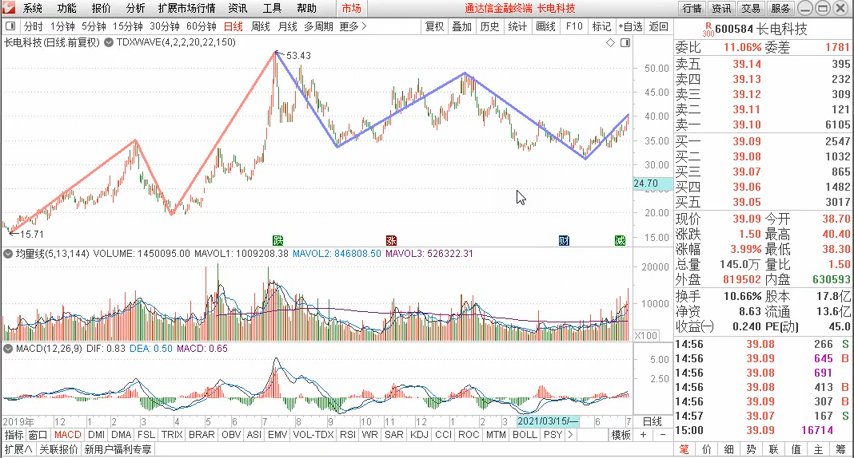 系统 功能 报价 分析 扩展市场行情 资讯 工具 帮助 市场 通达信金融终端 长电科技 行情 资讯 交易 服务
分时 1分钟 5分钟 15分钟 30分钟 60分钟 日线 周线 月线 多周期 更多> 复权 叠加 历史 统计 画线 F10 标记 +自选 返回
R 300 600584 长电科技
长电科技(日线.前复权) TDXWAVE(4,2,2,20,22,150)
委比 11.06% 委差 1781
卖五 39.14 395
卖四 39.13 232
卖三 39.12 309
卖二 39.11 121
卖一 39.10 6105
买一 39.09 2547
买二 39.08 1032
买三 39.07 865
买四 39.06 1482
买五 39.05 3017
现价 39.09 今开 38.70
涨跌 1.50 最高 40.40
涨幅 3.99% 最低 38.30
总量 145.0万 量比 1.50
外盘 819502 内盘 630593
换手 10.66% 股本 17.8亿
净资 8.63 流通 13.6亿
收益㈠ 0.240 PE(动) 45.0
14:56 39.08 266 S
14:56 39.09 645 B
14:56 39.08 691
14:56 39.08 413 B
14:56 39.09 307 B
14:57 39.07 167 S
15:00 39.09 16714
笔 价 细 势 联 值 主 筹
53.43
15.71
50.00
45.00
40.00
35.00
30.00
24.70
20.00
15.00
跌 涨 财 减
均量线(5,13,144) VOLUME: 1450095.00 MAVOL1: 1009208.38 MAVOL2: 846808.50 MAVOL3: 526322.31
20000
10000
X100
MACD(12,26,9) DIF: 0.83 DEA: 0.50 MACD: 0.65
5.00
2.50
2019年 12 2 3 4 5 6 7 8 9 10 11 12 2 3 2021/03/15/一 6 7 日线
指标 窗口 MACD DMI DMA FSL TRIX BRAR OBV ASI EMV VOL-TDX RSI WR SAR KDJ CCI ROC MTM BOLL PSY > 模板 + −
扩展∧ 关联报价 新用户福利专享